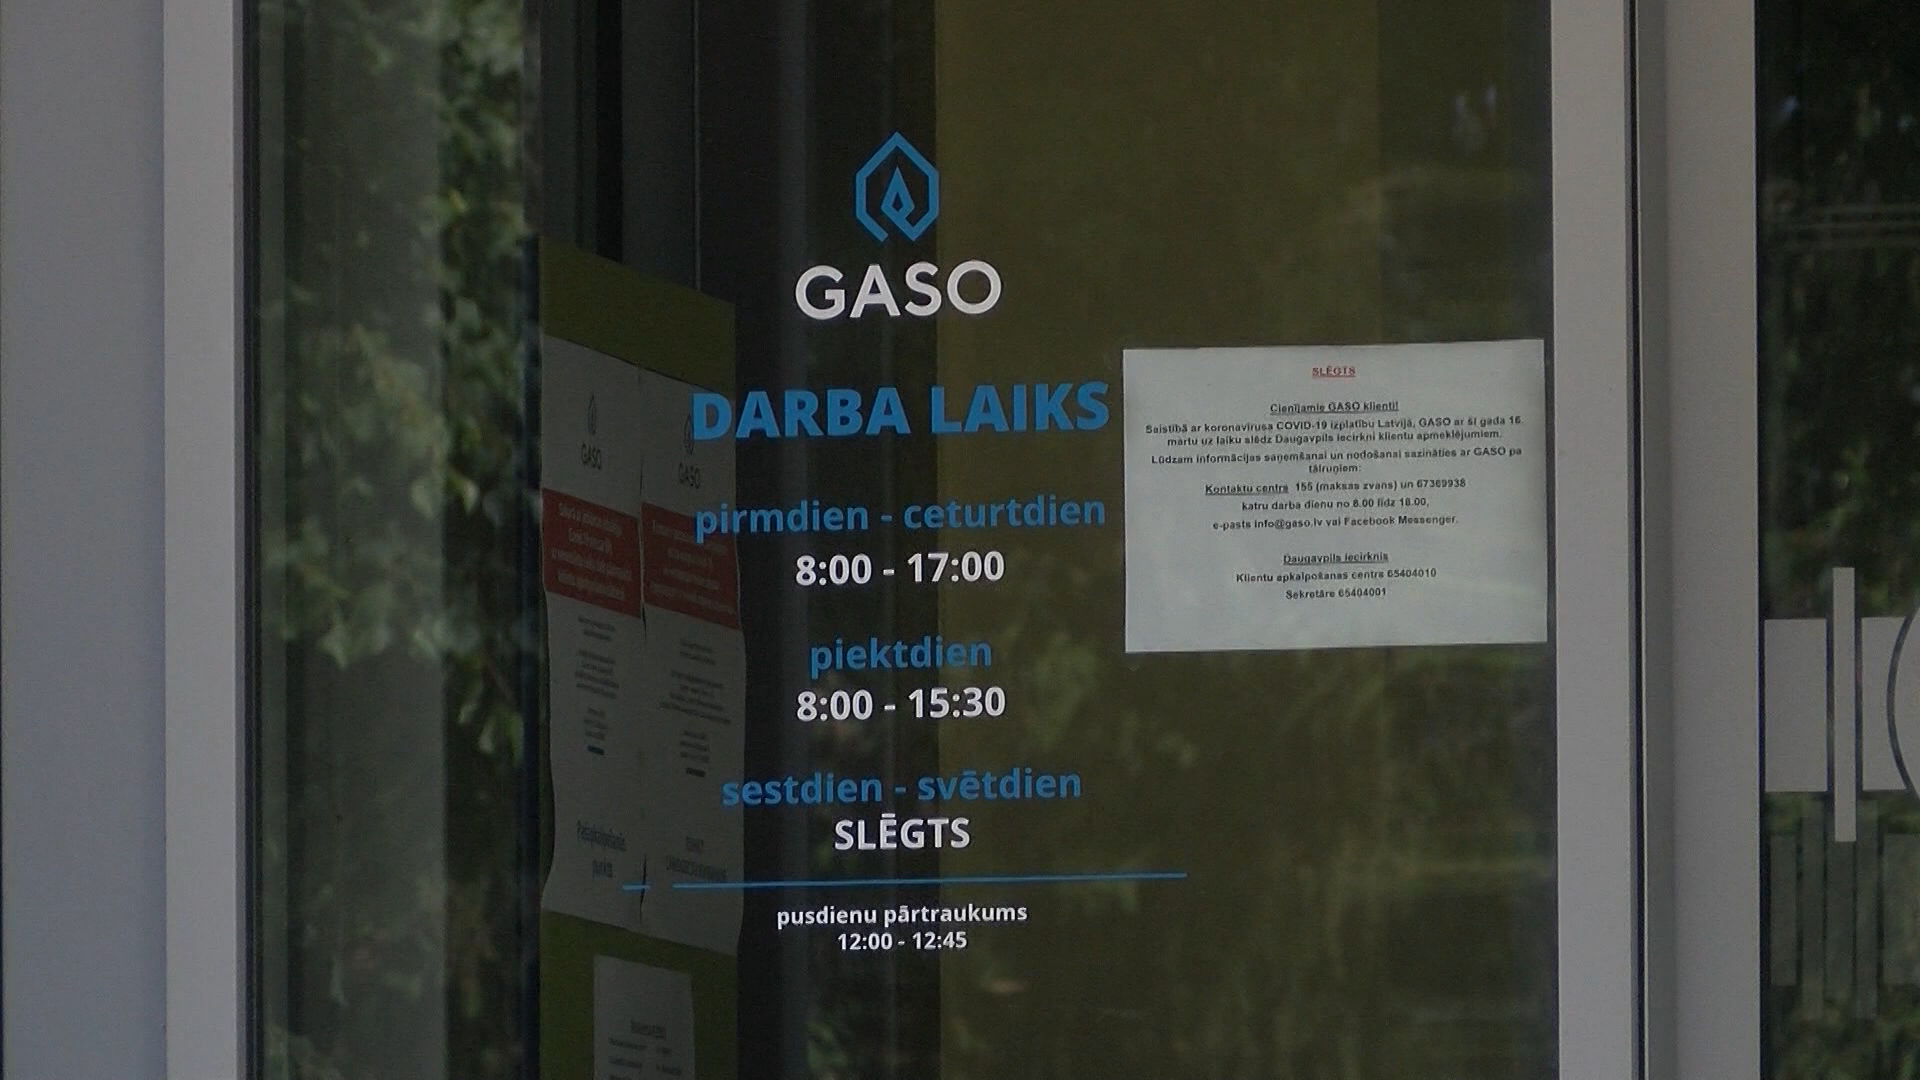 GASO
DARBA LAIKS
pirmdien - ceturtdien
8:00 - 17:00
piektdien
8:00 - 15:30
sestdien - svētdien
SLĒGTS
pusdienu pārtraukums
12:00 - 12:45
SLĒGTS
Cienījamie GASO klienti!
Saistībā ar koronavīrusa COVID-19 izplatību Latvijā, GASO ar šī gada 16.
martu uz laiku slēdz Daugavpils iecirkni klientu apmeklējumiem.
Lūdzam informācijas saņemšanai un nodošanai sazināties ar GASO pa
tālruņiem:
Kontaktu centrs 155 (maksas zvans) un 67369938
katru darba dienu no 8.00 līdz 18.00,
e-pasts info@gaso.lv vai Facebook Messenger.
Daugavpils iecirknis
Klientu apkalpošanas centrs 65404010
Sekretāre 65404001
GASO
GASO